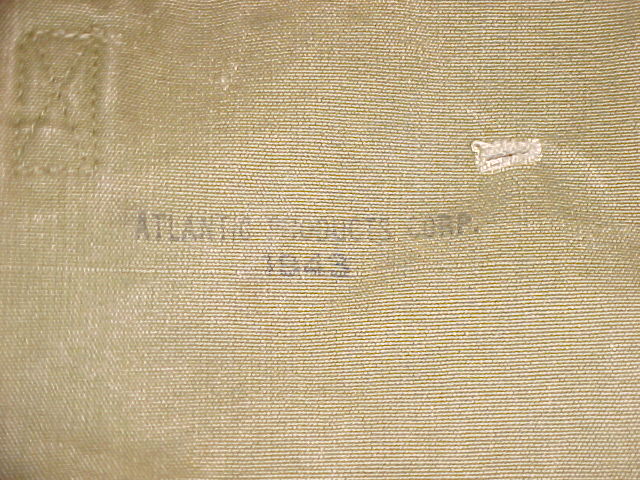 ATLANTIC PRODUCTS CORP.
1943